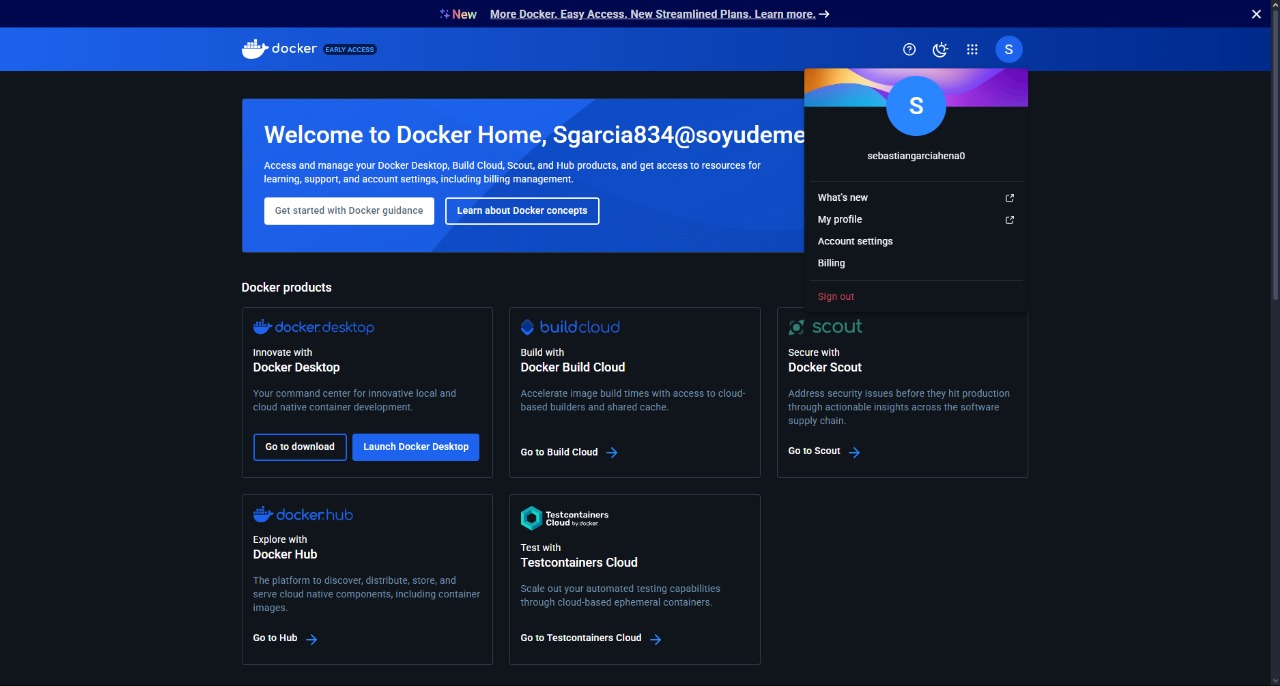 New More Docker. Easy Access. New Streamlined Plans. Learn more.
docker EARLY ACCESS
S
S
sebastiangarciahena0
What's new
My profile
Account settings
Billing
Sign out
Welcome to Docker Home, Sgarcia834@soyudeme
Access and manage your Docker Desktop, Build Cloud, Scout, and Hub products, and get access to resources for
learning, support, and account settings, including billing management.
Get started with Docker guidance
Learn about Docker concepts
Docker products
docker.desktop
Innovate with
Docker Desktop
Your command center for innovative local and
cloud native container development.
Go to download
Launch Docker Desktop
buildcloud
Build with
Docker Build Cloud
Accelerate image build times with access to cloud-
based builders and shared cache.
Go to Build Cloud
scout
Secure with
Docker Scout
Address security issues before they hit production
through actionable insights across the software
supply chain.
Go to Scout
docker.hub
Explore with
Docker Hub
The platform to discover, distribute, store, and
serve cloud native components, including container
images.
Go to Hub
Testcontainers
Cloud by docker
Test with
Testcontainers Cloud
Scale out your automated testing capabilities
through cloud-based ephemeral containers.
Go to Testcontainers Cloud